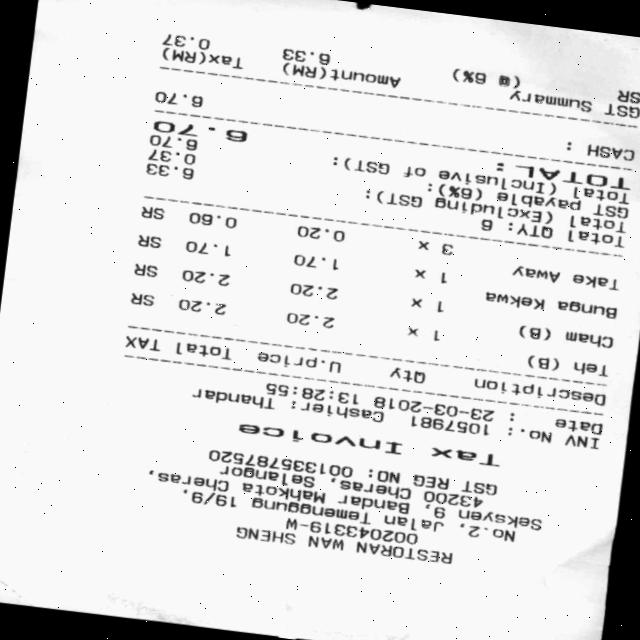 RESTORAN WAN SHENG
002043319-W
No.2, Jalan Temenggung 19/9,
Seksyen 9, Bandar Mahkota Cheras,
43200 Cheras, Selangor
GST REG NO: 001335787520
Tax Invoice
INV No.: 1057981 Cashier: Thandar
Date : 23-03-2018 13:28:55
Description Qty U.price Total TAX
Teh (B) 1 x 2.20 2.20 SR
Cham (B) 1 x 2.20 2.20 SR
Bunga Kekwa 1 x 1.70 1.70 SR
Take Away 3 x 0.20 0.60 SR
Total QTY: 6
Total (Excluding GST): 6.33
GST payable (6%): 0.37
Total (Inclusive of GST): 6.70
TOTAL : 6.70
CASH : 6.70
GST Summary Amount(RM) Tax(RM)
SR (@ 6%) 6.33 0.37